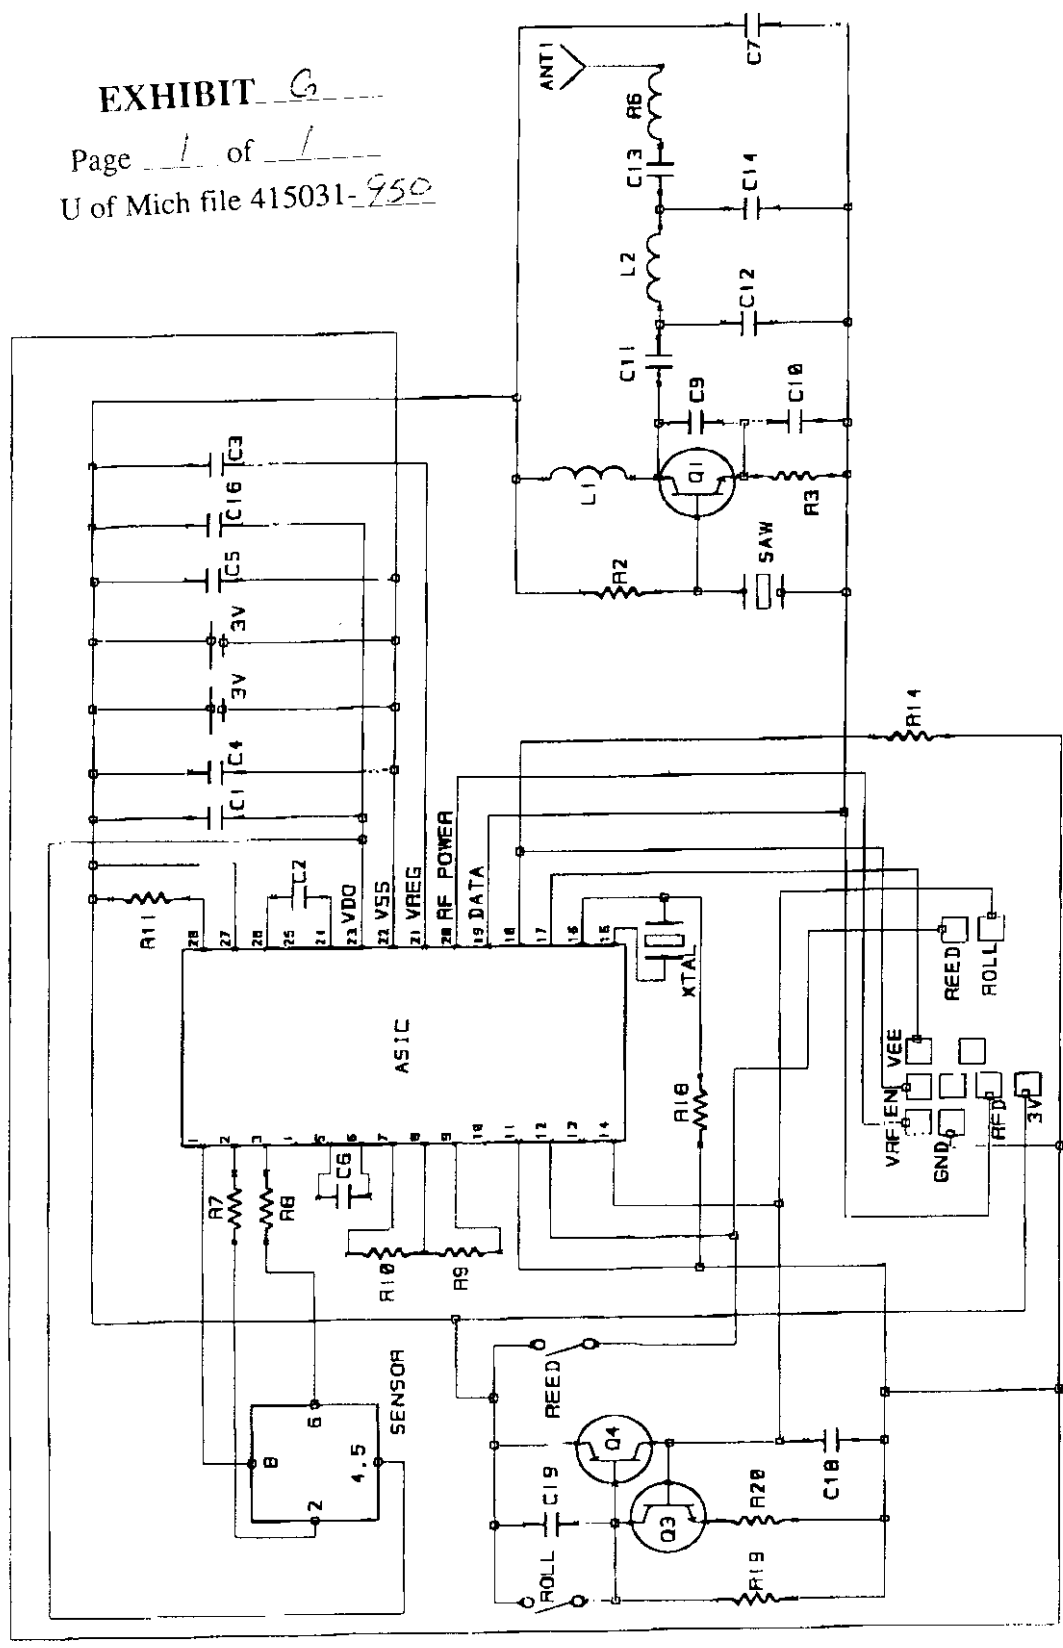 EXHIBIT G
Page 1 of 1
U of Mich file 415031-950
ANT1
C7
R6
C13
C14
L2
C12
C11
C9
C10
L1
Q1
R3
R2
SAW
C3
C16
C5
3V
3V
C4
C1
R11
C2
28
27
26
25
24
23
22
21
20
19
18
17
16
15
VDO
VSS
VREG
RF POWER
DATA
R14
XTAL
ASIC
1
2
3
4
5
6
7
8
9
10
11
12
13
14
R18
REED
ROLL
VEE
EN
VRF
GND
RFD
3V
R7
R8
C6
R10
R9
SENSOR
8
6
2
4,5
REED
Q4
C19
ROLL
Q3
R20
R19
C18